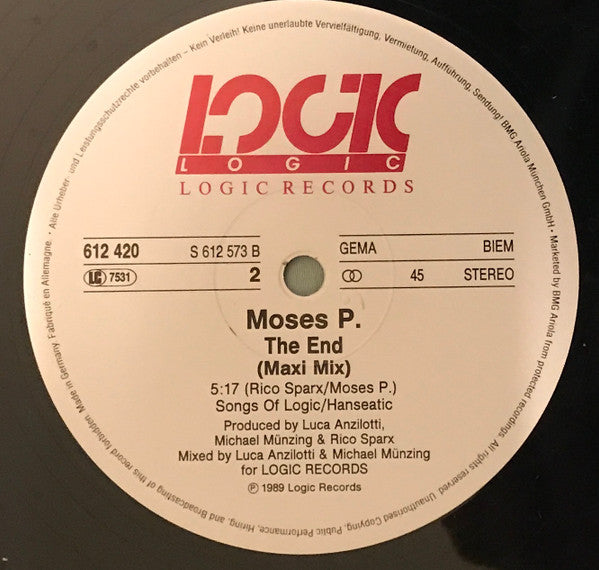 LOGIC
LOGIC
LOGIC RECORDS
612 420 S 612 573 B
LC 7531 2
GEMA BIEM
45 STEREO
Moses P.
The End
(Maxi Mix)
5:17 (Rico Sparx/Moses P.)
Songs Of Logic/Hanseatic
Produced by Luca Anzilotti,
Michael Münzing & Rico Sparx
Mixed by Luca Anzilotti & Michael Münzing
for LOGIC RECORDS
℗ 1989 Logic Records
Made in Germany. Fabriqué en Allemagne. · Alle Urheber- und Leistungsschutzrechte vorbehalten – Kein Verleih! Keine unerlaubte Vervielfältigung, Vermietung, Aufführung, Sendung! BMG Ariola München GmbH · Marketed by BMG Ariola from protected recordings. All rights reserved. Unauthorised Copying, Public Performance, Hiring, and Broadcasting of this record forbidden.